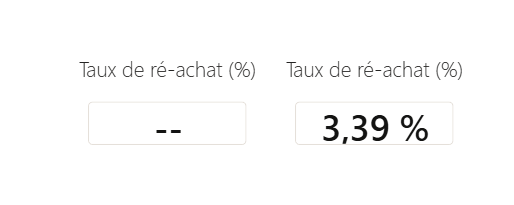 Taux de ré-achat (%) Taux de ré-achat (%)
-- 3,39 %